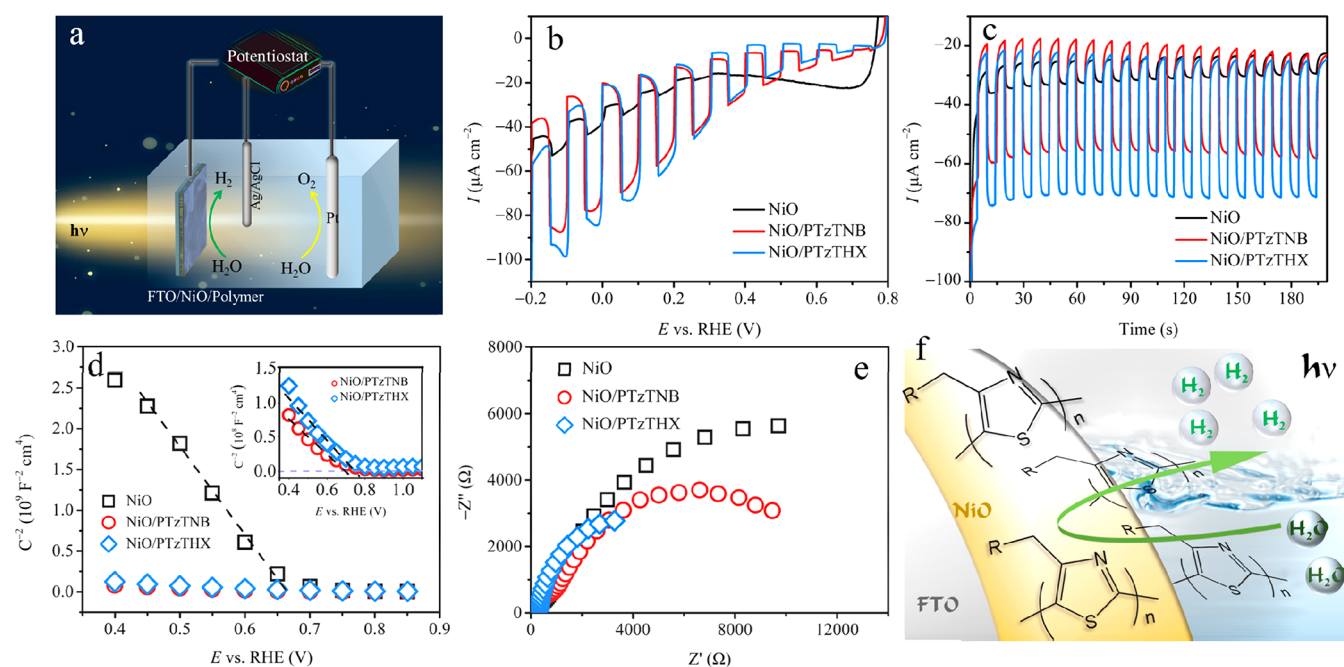 a
Potentiostat
H₂
Ag/AgCl
O₂
Pt
hν
H₂O
H₂O
FTO/NiO/Polymer
b
0
−20
−40
−60
−80
−100
I (μA cm⁻²)
NiO
NiO/PTzTNB
NiO/PTzTHX
−0.2
0.0
0.2
0.4
0.6
0.8
E vs. RHE (V)
c
−20
−40
−60
−80
−100
I (μA cm⁻²)
NiO
NiO/PTzTNB
NiO/PTzTHX
0
30
60
90
120
150
180
Time (s)
d
3.0
2.5
2.0
1.5
1.0
0.5
0.0
C⁻² (10⁹ F⁻² cm⁴)
NiO
NiO/PTzTNB
NiO/PTzTHX
0.4
0.5
0.6
0.7
0.8
0.9
E vs. RHE (V)
1.5
1.0
0.5
0.0
C⁻² (10⁸ F⁻² cm⁴)
NiO/PTzTNB
NiO/PTzTHX
0.4
0.6
0.8
1.0
E vs. RHE (V)
e
8000
6000
4000
2000
0
−Z'' (Ω)
NiO
NiO/PTzTNB
NiO/PTzTHX
0
4000
8000
12000
Z' (Ω)
f
hν
H₂
H₂
H₂
H₂
R
N
S
n
R
N
S
n
NiO
H₂O
R
N
S
n
R
N
S
n
H₂O
FTO